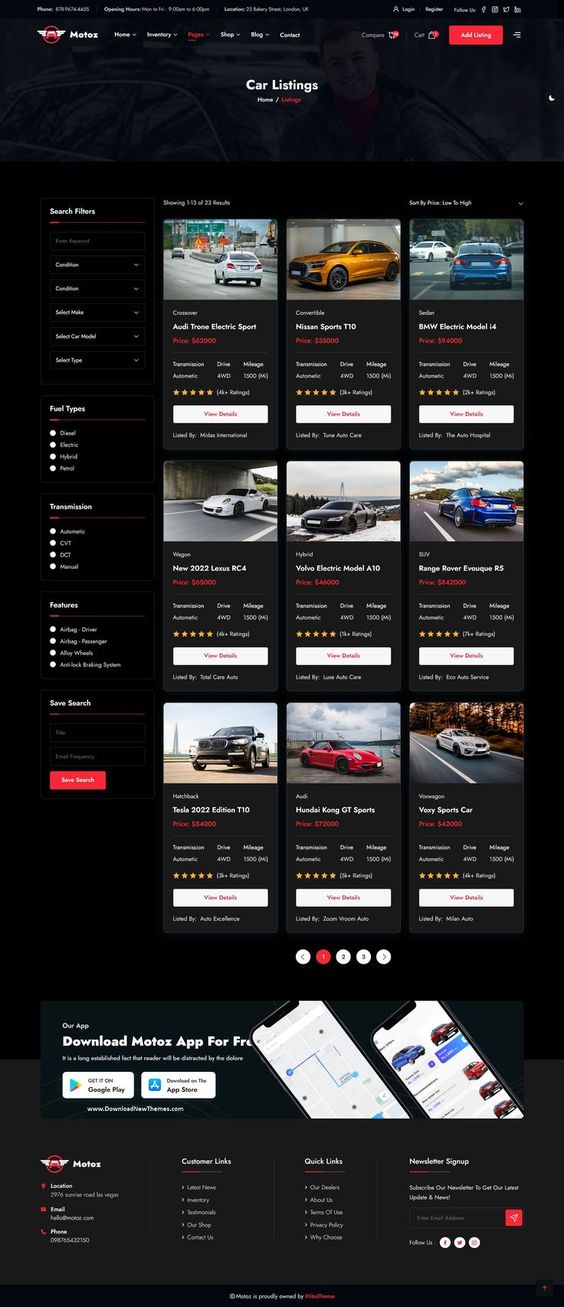 Phone: 878-9674-4455
Opening Hours: Mon to Fri : 9:00am to 6:00pm
Location: 23 Bakery Street, London, UK
Login
Register
Follow Us:
Motoz
Home
Inventory
Pages
Shop
Blog
Contact
Compare
Cart
Add Listing
Car Listings
Home / Listings
Search Filters
Enter Keyword
Condition
Condition
Select Make
Select Car Model
Select Type
Fuel Types
Diesel
Electric
Hybrid
Petrol
Transmission
Autometic
CVT
DCT
Manual
Features
Airbag - Driver
Airbag - Passenger
Alloy Wheels
Anti-lock Braking System
Save Search
Title
Email Frequency
Save Search
Showing 1-13 of 23 Results
Sort By Price: Low To High
Crossover
Audi Trone Electric Sport
Price: $62000
Transmission Drive Mileage
Automatic 4WD 1500 (Mi)
(4k+ Ratings)
View Details
Listed By: Midas International
Convertible
Nissan Sports T10
Price: $35000
Transmission Drive Mileage
Automatic 4WD 1500 (Mi)
(3k+ Ratings)
View Details
Listed By: Tune Auto Care
Sedan
BMW Electric Model i4
Price: $94000
Transmission Drive Mileage
Automatic 4WD 1500 (Mi)
(2k+ Ratings)
View Details
Listed By: The Auto Hospital
Wagon
New 2022 Lexus RC4
Price: $65000
Transmission Drive Mileage
Automatic 4WD 1500 (Mi)
(4k+ Ratings)
View Details
Listed By: Total Care Auto
Hybrid
Volvo Electric Model A10
Price: $46000
Transmission Drive Mileage
Automatic 4WD 1500 (Mi)
(1k+ Ratings)
View Details
Listed By: Luxe Auto Care
SUV
Range Rover Evouque R5
Price: $842000
Transmission Drive Mileage
Automatic 4WD 1500 (Mi)
(7k+ Ratings)
View Details
Listed By: Eco Auto Service
Hatchback
Tesla 2022 Edition T10
Price: $54000
Transmission Drive Mileage
Automatic 4WD 1500 (Mi)
(3k+ Ratings)
View Details
Listed By: Auto Excellence
Audi
Hundai Kong GT Sports
Price: $72000
Transmission Drive Mileage
Automatic 4WD 1500 (Mi)
(5k+ Ratings)
View Details
Listed By: Zoom Vroom Auto
Voxwagon
Voxy Sports Car
Price: $42000
Transmission Drive Mileage
Automatic 4WD 1500 (Mi)
(4k+ Ratings)
View Details
Listed By: Milan Auto
1 2 3
Our App
Download Motoz App For Fre
It is a long established fact that reader will be distracted by the dolore
GET IT ON
Google Play
Download on The
App Store
www.DownloadNewThemes.com
Motoz
Location
2976 sunrise road las vegas
Email
hello@motoz.com
Phone
098765432150
Customer Links
Latest News
Inventory
Testimonials
Our Shop
Contact Us
Quick Links
Our Dealers
About Us
Terms Of Use
Privacy Policy
Why Choose
Newsletter Signup
Subscribe Our Newsletter To Get Our Latest
Update & News!
Enter Email Address
Follow Us :
© Motoz is proudly owned by HiboTheme